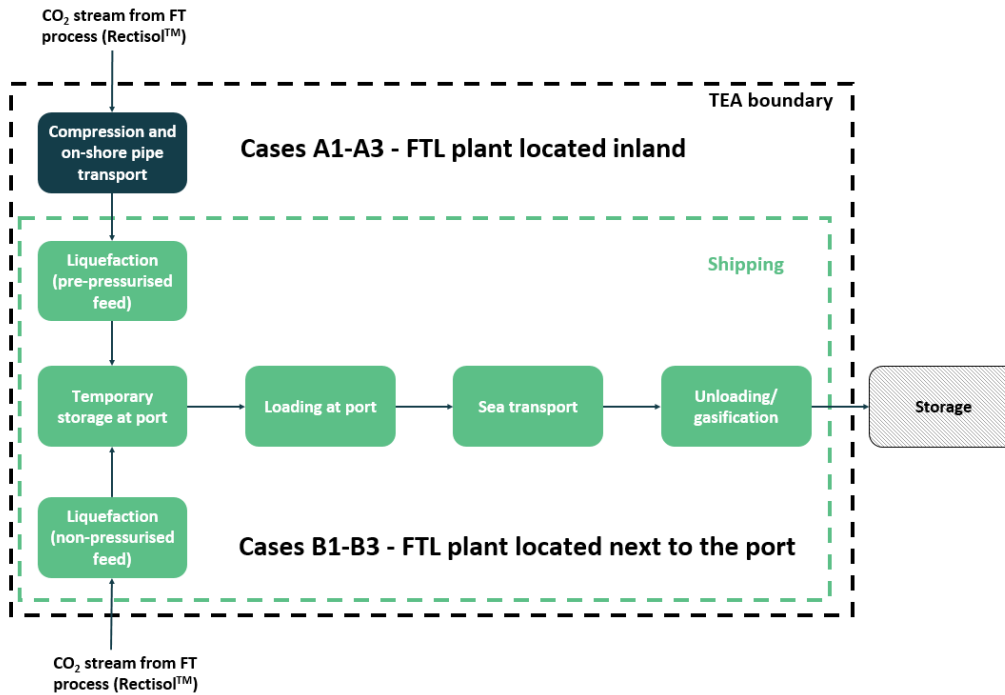 CO₂ stream from FT
process (Rectisol™)
TEA boundary
Compression and
on-shore pipe
transport
Cases A1-A3 - FTL plant located inland
Liquefaction
(pre-pressurised
feed)
Shipping
Temporary
storage at port
Loading at port
Sea transport
Unloading/
gasification
Storage
Liquefaction
(non-pressurised
feed)
Cases B1-B3 - FTL plant located next to the port
CO₂ stream from FT
process (Rectisol™)